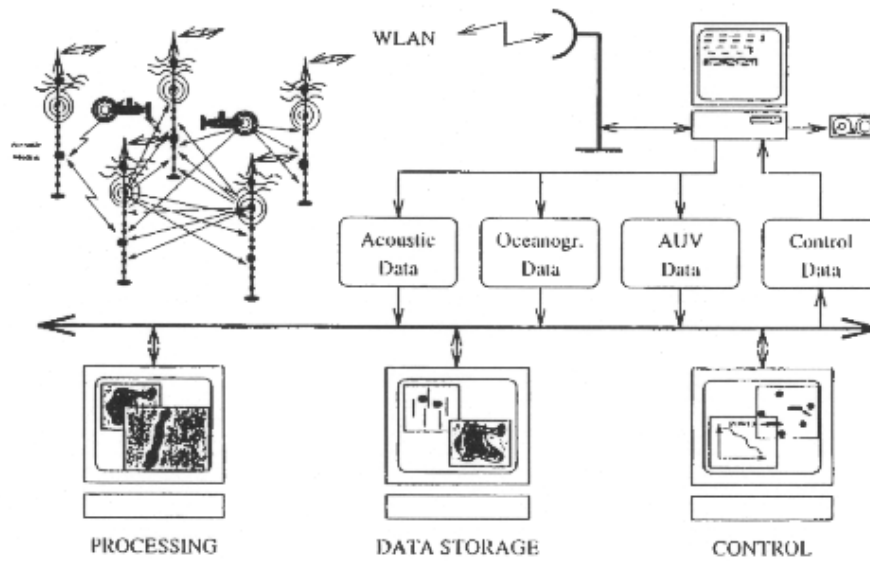 WLAN
Acoustic
Data
Oceanogr.
Data
AUV
Data
Control
Data
PROCESSING
DATA STORAGE
CONTROL